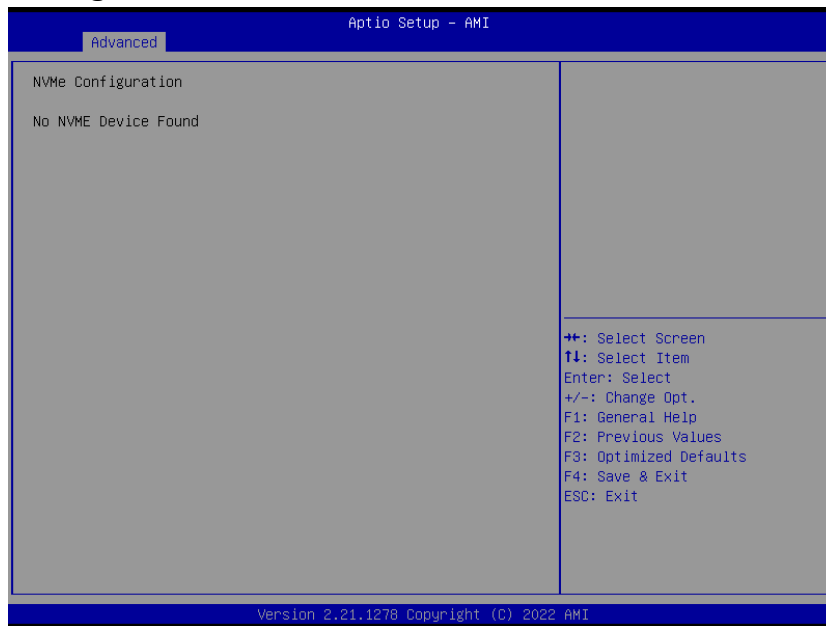 Aptio Setup – AMI
Advanced
NVMe Configuration
No NVME Device Found
→←: Select Screen
↑↓: Select Item
Enter: Select
+/-: Change Opt.
F1: General Help
F2: Previous Values
F3: Optimized Defaults
F4: Save & Exit
ESC: Exit
Version 2.21.1278 Copyright (C) 2022 AMI